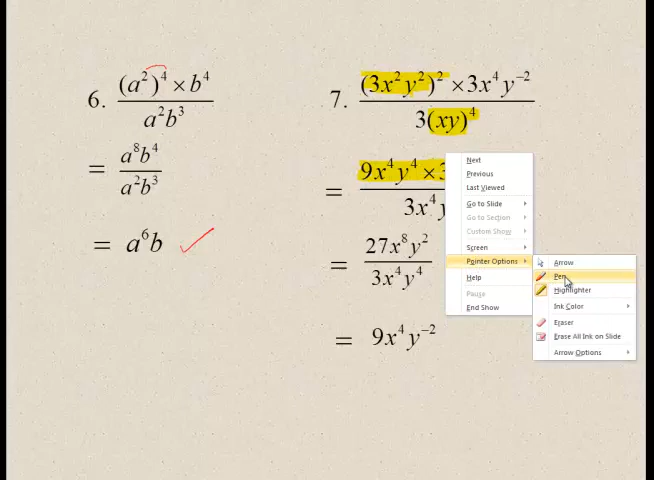 6. (a²)⁴ × b⁴
a²b³
= a⁸b⁴
a²b³
= a⁶b
7. (3x²y²)² × 3x⁴y⁻²
3(xy)⁴
= 9x⁴y⁴ × 3
3x⁴y
= 27x⁸y²
3x⁴y⁴
= 9x⁴y⁻²
Next
Previous
Last Viewed
Go to Slide
Go to Section
Custom Show
Screen
Pointer Options
Help
Pause
End Show
Arrow
Pen
Highlighter
Ink Color
Eraser
Erase All Ink on Slide
Arrow Options